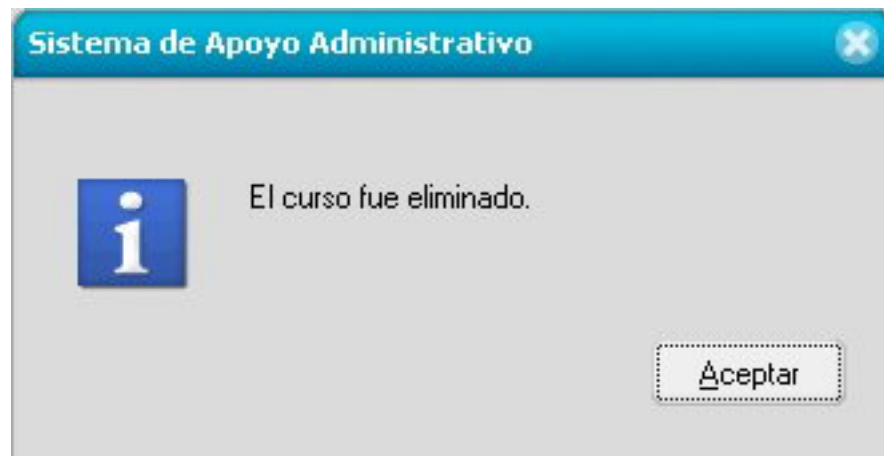 Sistema de Apoyo Administrativo
El curso fue eliminado.
Aceptar